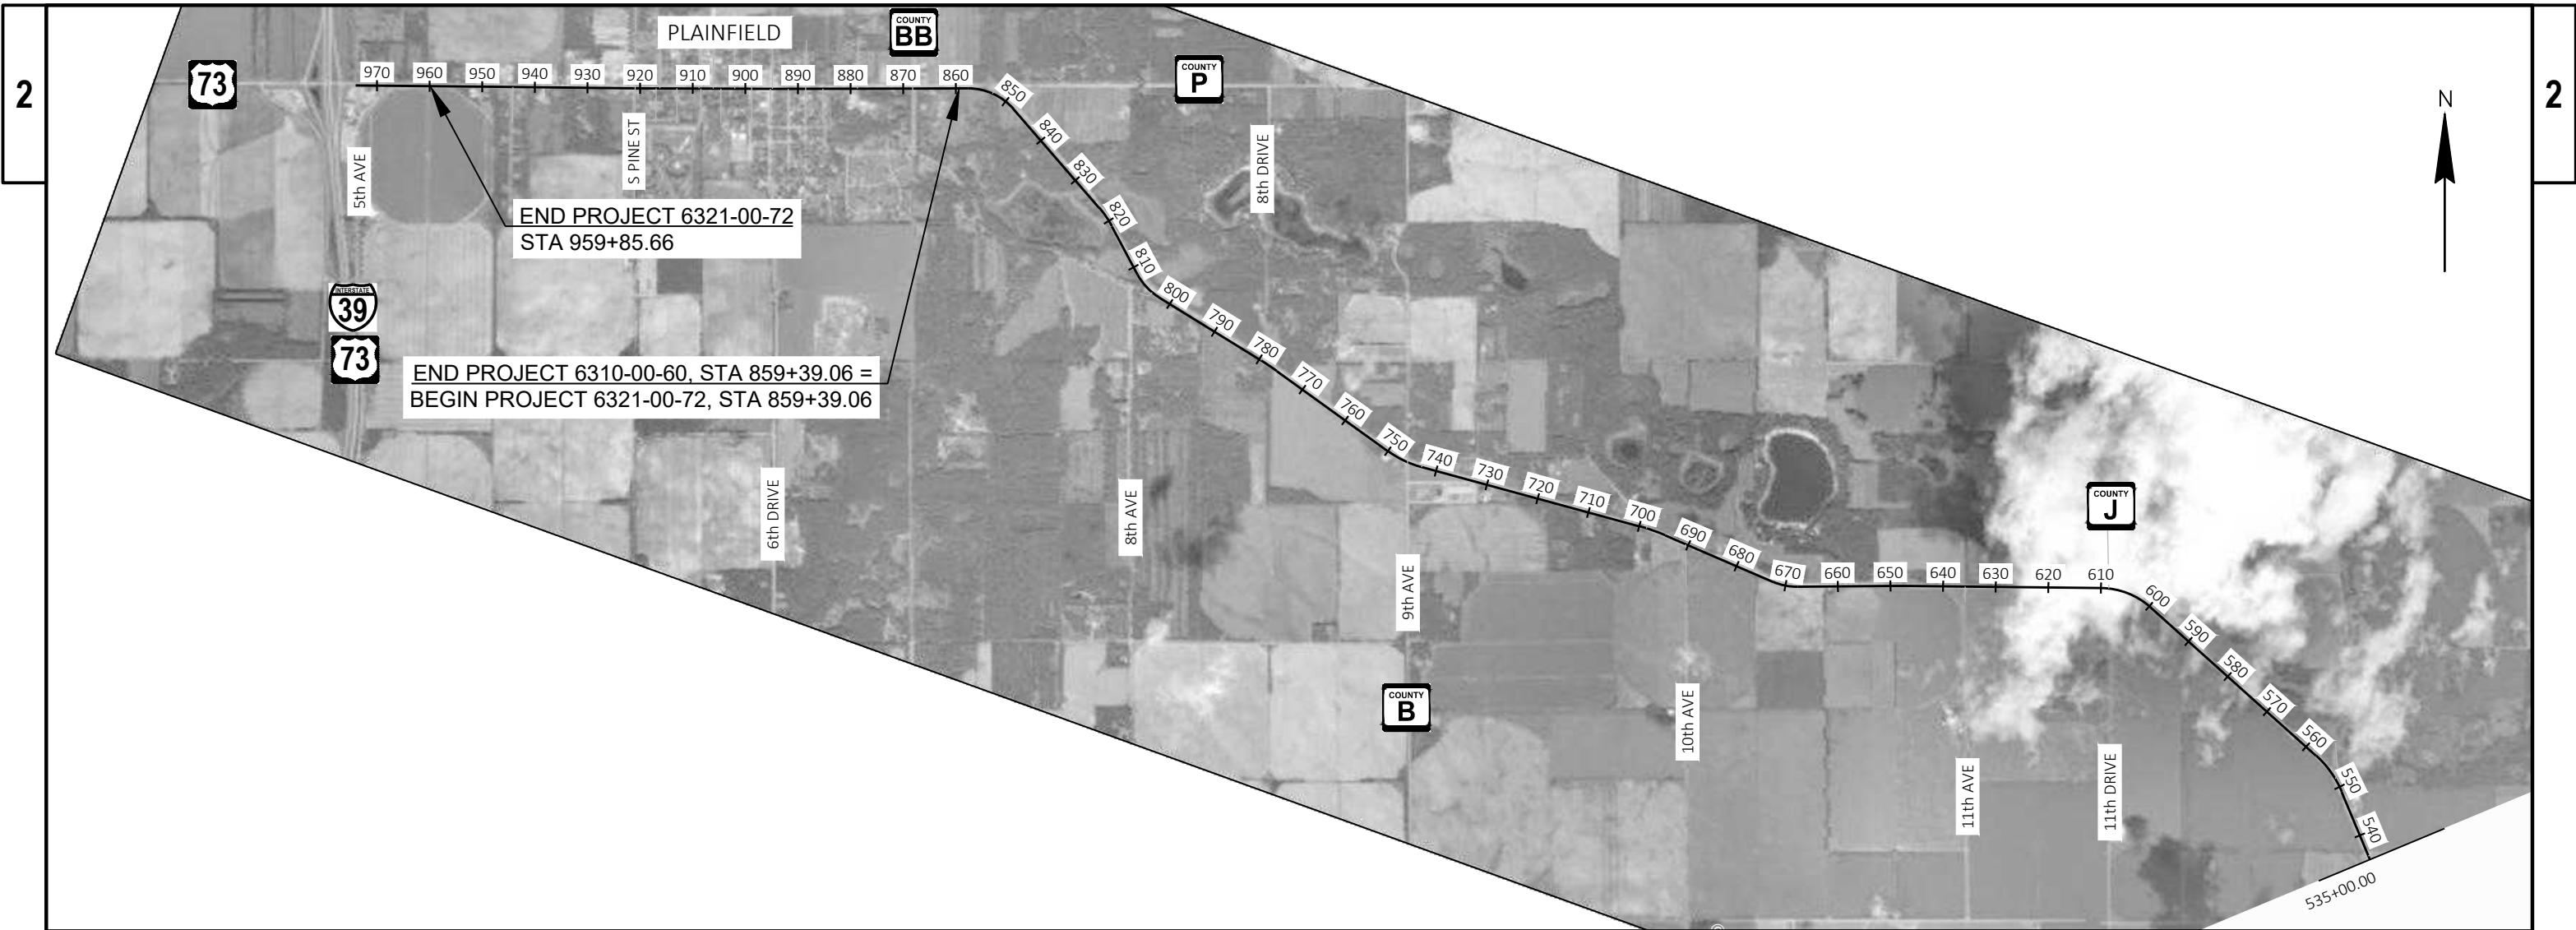 2
2
PLAINFIELD
COUNTY
BB
COUNTY
P
73
970 960 950 940 930 920 910 900 890 880 870 860
850
840
830
820
810
800
790
780
770
760
750
740
730
720
710
700
690
680
670 660 650 640 630 620 610
600
590
580
570
560
550
540
535+00.00
N
5th AVE
S PINE ST
8th DRIVE
END PROJECT 6321-00-72
STA 959+85.66
INTERSTATE
39
73
END PROJECT 6310-00-60, STA 859+39.06 =
BEGIN PROJECT 6321-00-72, STA 859+39.06
6th DRIVE
8th AVE
9th AVE
COUNTY
J
COUNTY
B
10th AVE
11th AVE
11th DRIVE